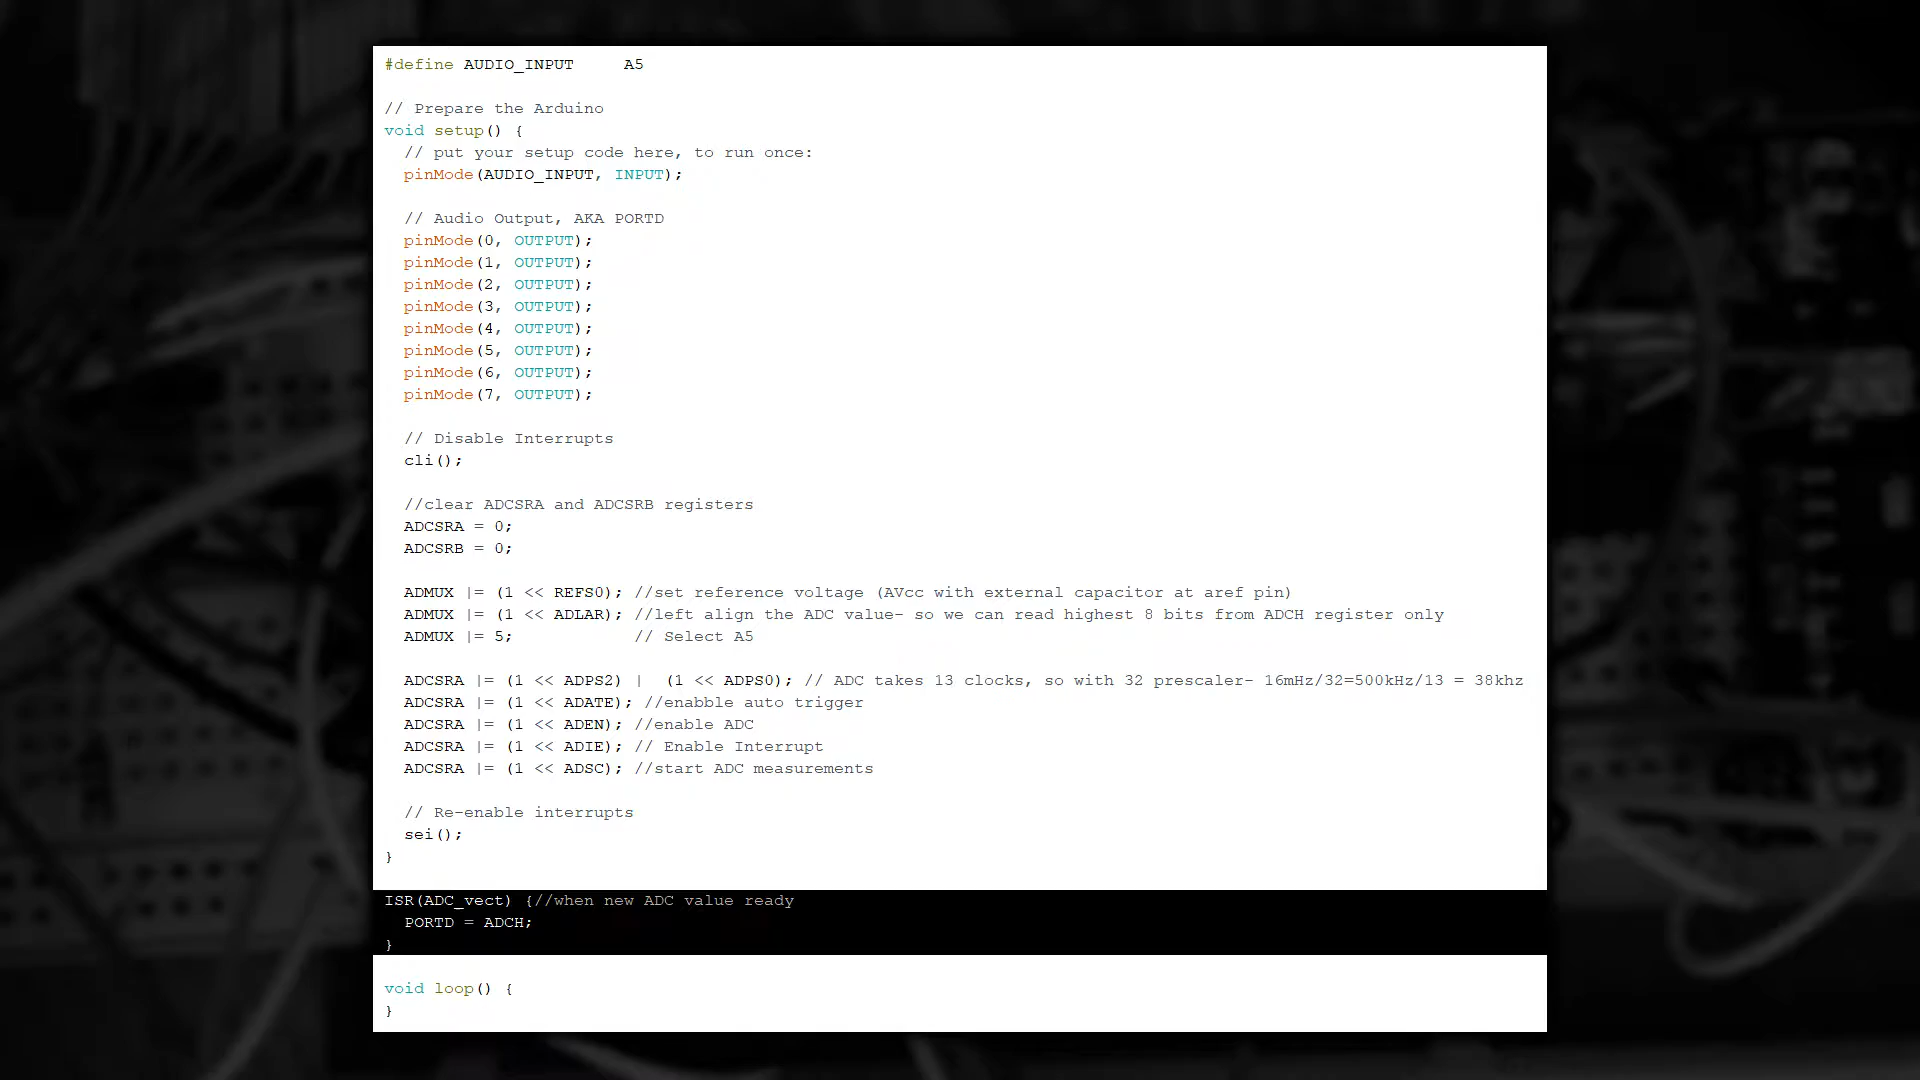 #define AUDIO_INPUT     A5
// Prepare the Arduino
void setup() {
  // put your setup code here, to run once:
  pinMode(AUDIO_INPUT, INPUT);
  // Audio Output, AKA PORTD
  pinMode(0, OUTPUT);
  pinMode(1, OUTPUT);
  pinMode(2, OUTPUT);
  pinMode(3, OUTPUT);
  pinMode(4, OUTPUT);
  pinMode(5, OUTPUT);
  pinMode(6, OUTPUT);
  pinMode(7, OUTPUT);
  // Disable Interrupts
  cli();
  //clear ADCSRA and ADCSRB registers
  ADCSRA = 0;
  ADCSRB = 0;
  ADMUX |= (1 << REFS0); //set reference voltage (AVcc with external capacitor at aref pin)
  ADMUX |= (1 << ADLAR); //left align the ADC value- so we can read highest 8 bits from ADCH register only
  ADMUX |= 5;            // Select A5
  ADCSRA |= (1 << ADPS2) |  (1 << ADPS0); // ADC takes 13 clocks, so with 32 prescaler- 16mHz/32=500kHz/13 = 38khz
  ADCSRA |= (1 << ADATE); //enabble auto trigger
  ADCSRA |= (1 << ADEN); //enable ADC
  ADCSRA |= (1 << ADIE); // Enable Interrupt
  ADCSRA |= (1 << ADSC); //start ADC measurements
  // Re-enable interrupts
  sei();
}
ISR(ADC_vect) {//when new ADC value ready
  PORTD = ADCH;
}
void loop() {
}